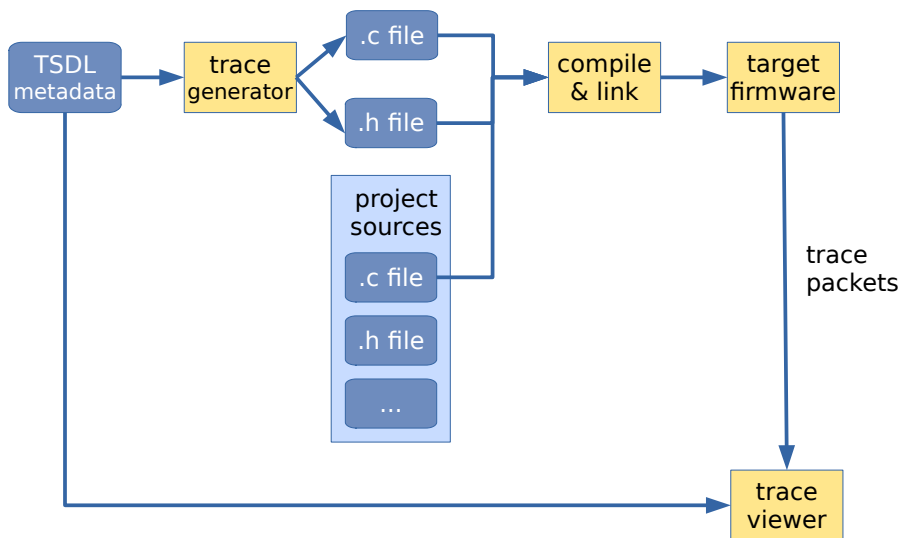 TSDL
metadata
trace
generator
.c file
.h file
compile
& link
target
firmware
project
sources
.c file
.h file
...
trace
packets
trace
viewer